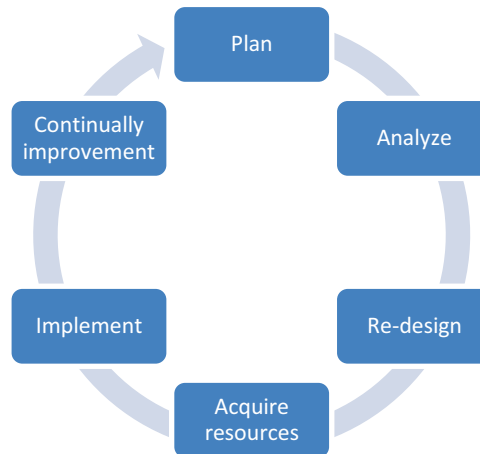 Plan
Analyze
Re-design
Acquire
resources
Implement
Continually
improvement